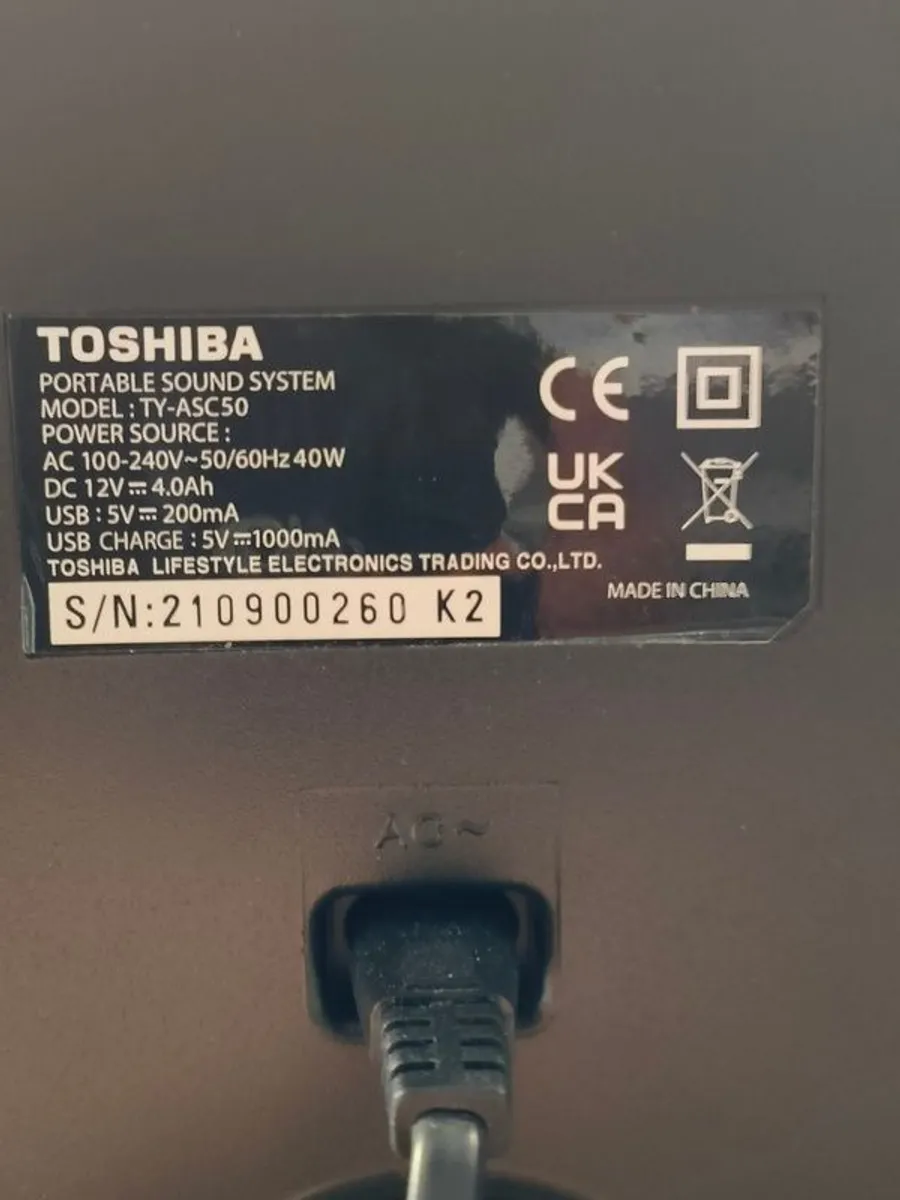 TOSHIBA
PORTABLE SOUND SYSTEM
MODEL : TY-ASC50
POWER SOURCE :
AC 100-240V~50/60Hz 40W
DC 12V⎓4.0Ah
USB : 5V⎓200mA
USB CHARGE : 5V⎓1000mA
TOSHIBA LIFESTYLE ELECTRONICS TRADING CO.,LTD.
S/N:210900260 K2
CE
UK
CA
MADE IN CHINA
AC~